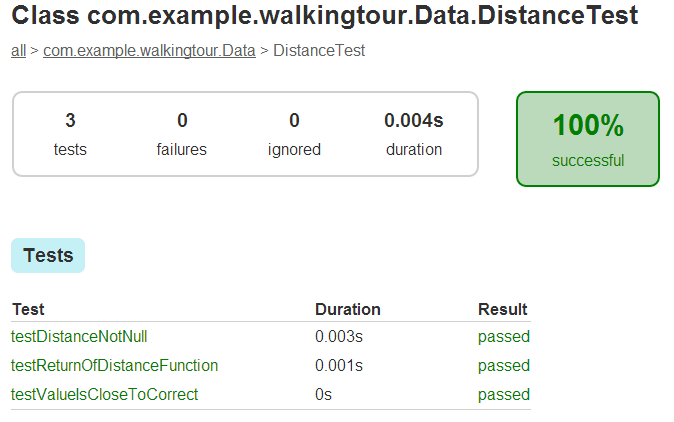 Class com.example.walkingtour.Data.DistanceTest
all > com.example.walkingtour.Data > DistanceTest
3 0 0 0.004s
tests failures ignored duration
100%
successful
Tests
Test Duration Result
testDistanceNotNull 0.003s passed
testReturnOfDistanceFunction 0.001s passed
testValueIsCloseToCorrect 0s passed